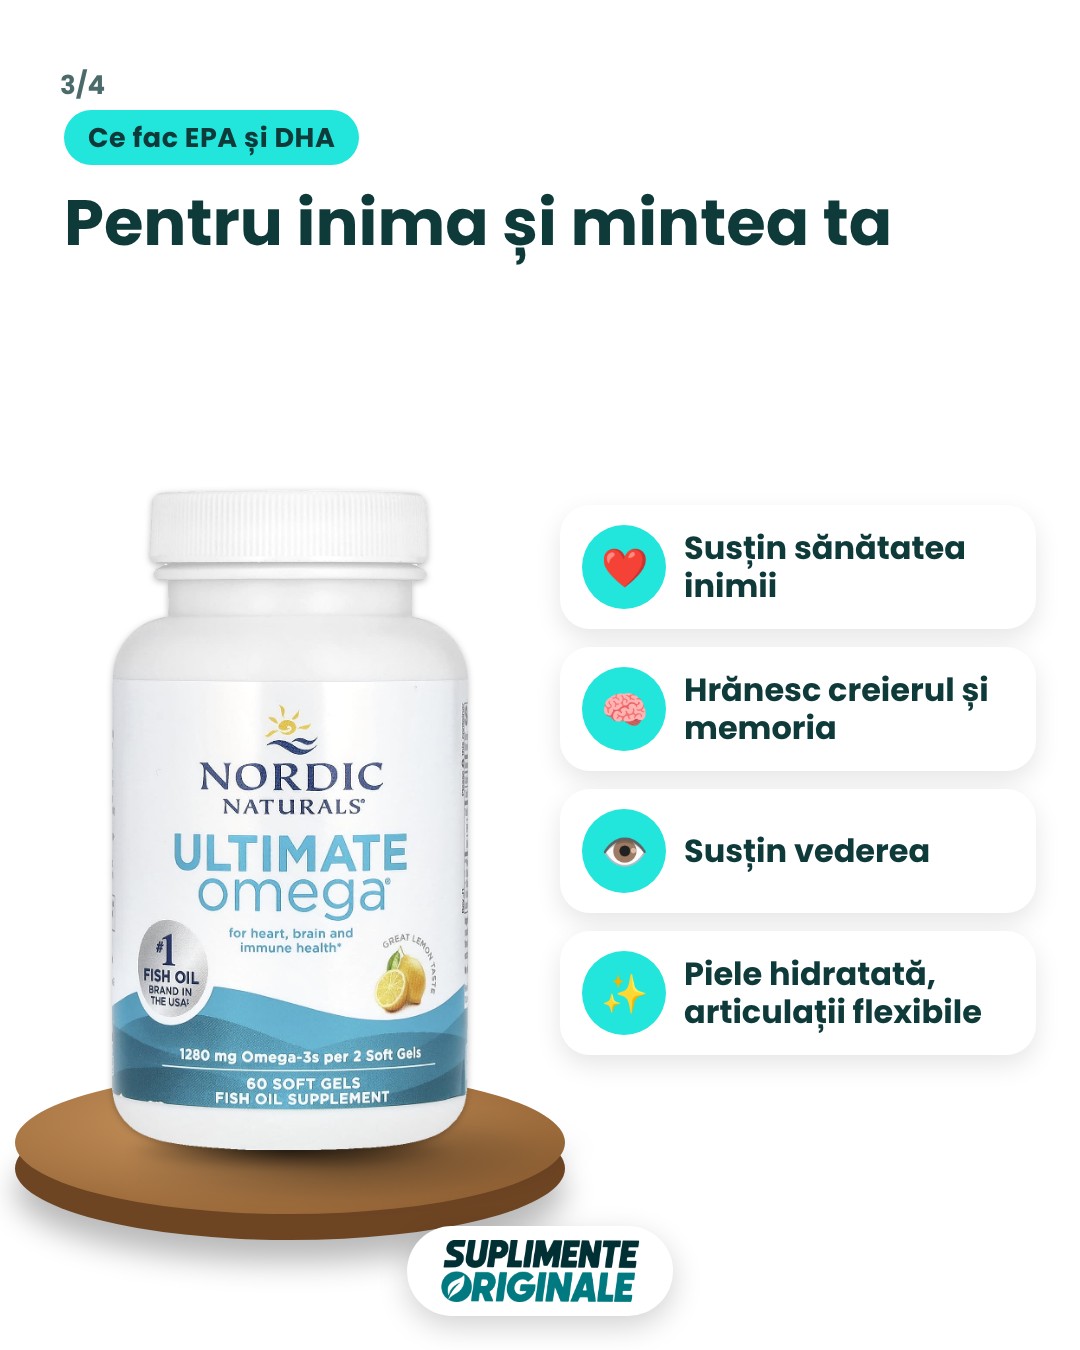 3/4
Ce fac EPA și DHA
Pentru inima și mintea ta
Susțin sănătatea
inimii
Hrănesc creierul și
memoria
Susțin vederea
Piele hidratată,
articulații flexibile
NORDIC
NATURALS®
ULTIMATE
omega®
for heart, brain and
immune health*
GREAT LEMON TASTE
#1
FISH OIL
BRAND IN
THE USA‡
1280 mg Omega-3s per 2 Soft Gels
60 SOFT GELS
FISH OIL SUPPLEMENT
SUPLIMENTE
ORIGINALE